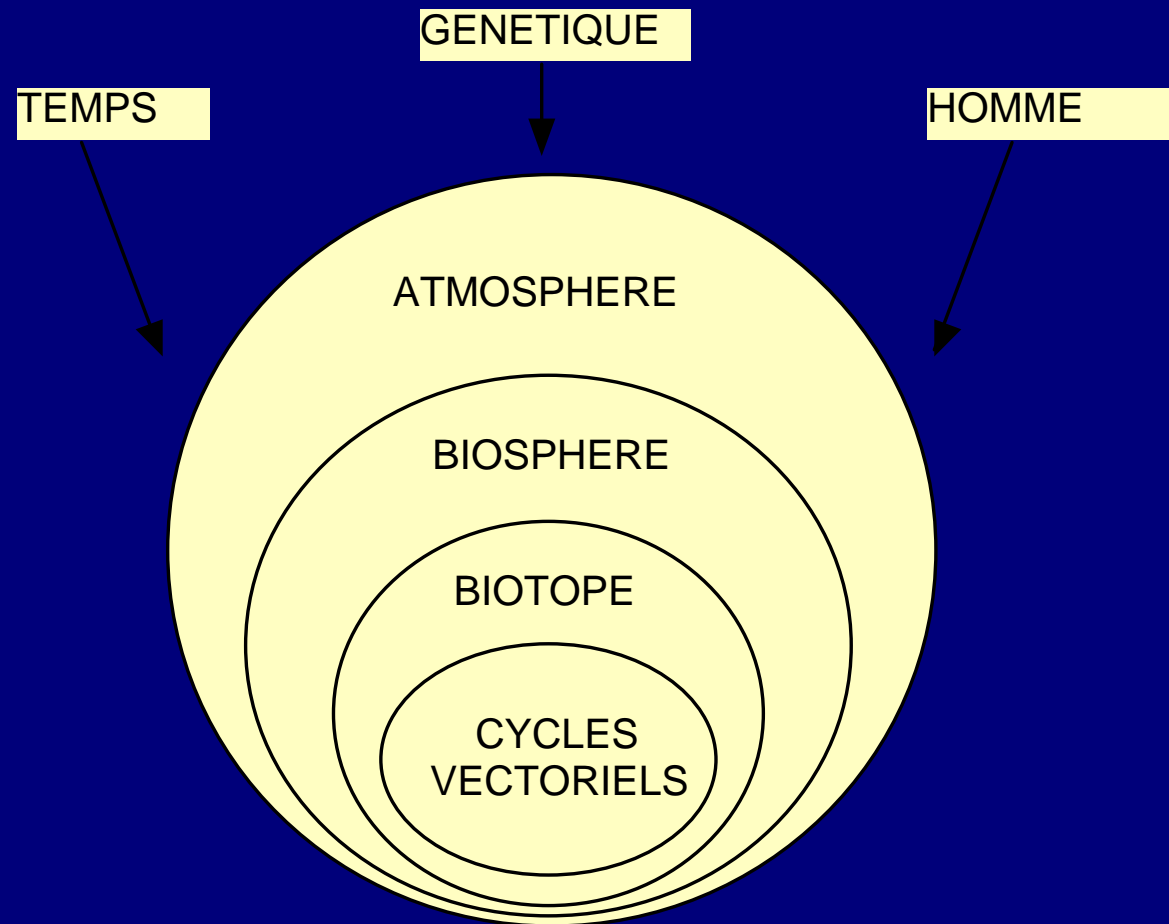 GENETIQUE
TEMPS
HOMME
ATMOSPHERE
BIOSPHERE
BIOTOPE
CYCLES
VECTORIELS